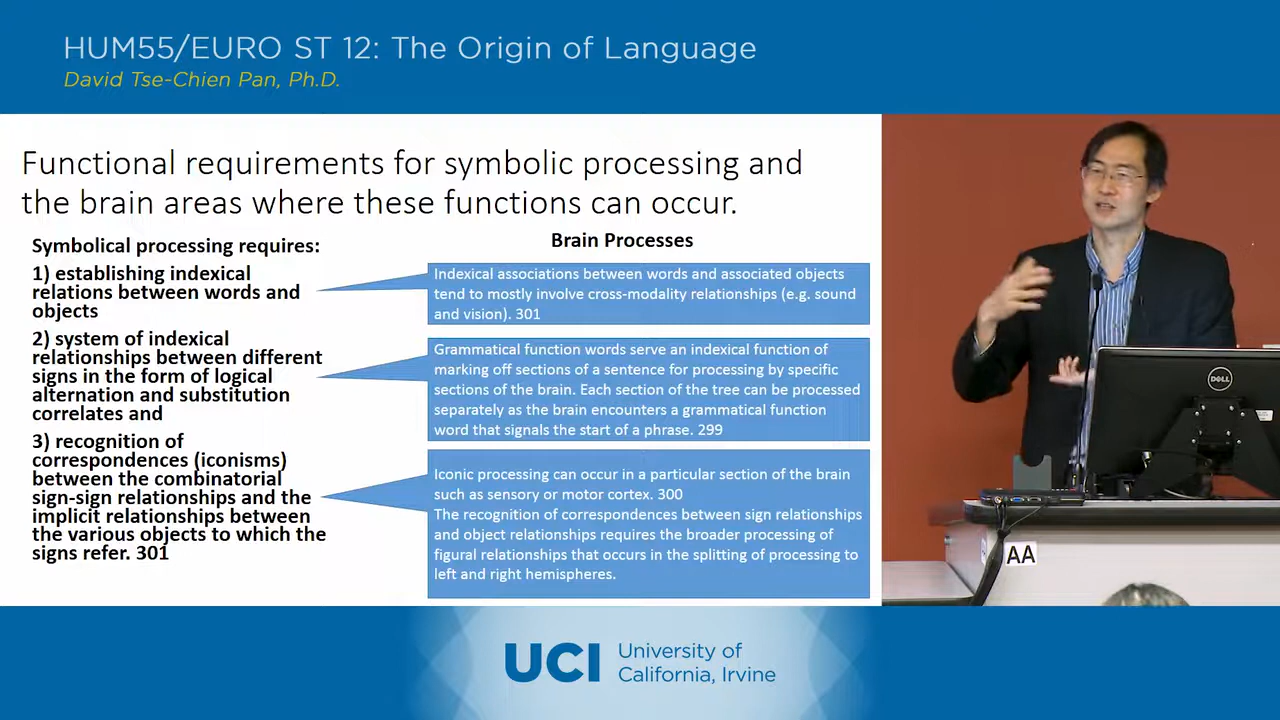 HUM55/EURO ST 12: The Origin of Language
David Tse-Chien Pan, Ph.D.
Functional requirements for symbolic processing and
the brain areas where these functions can occur.
Symbolical processing requires:
1) establishing indexical
relations between words and
objects
2) system of indexical
relationships between different
signs in the form of logical
alternation and substitution
correlates and
3) recognition of
correspondences (iconisms)
between the combinatorial
sign-sign relationships and the
implicit relationships between
the various objects to which the
signs refer. 301
Brain Processes
Indexical associations between words and associated objects
tend to mostly involve cross-modality relationships (e.g. sound
and vision). 301
Grammatical function words serve an indexical function of
marking off sections of a sentence for processing by specific
sections of the brain. Each section of the tree can be processed
separately as the brain encounters a grammatical function
word that signals the start of a phrase. 299
Iconic processing can occur in a particular section of the brain
such as sensory or motor cortex. 300
The recognition of correspondences between sign relationships
and object relationships requires the broader processing of
figural relationships that occurs in the splitting of processing to
left and right hemispheres.
DELL
AA
UCI
University of
California, Irvine